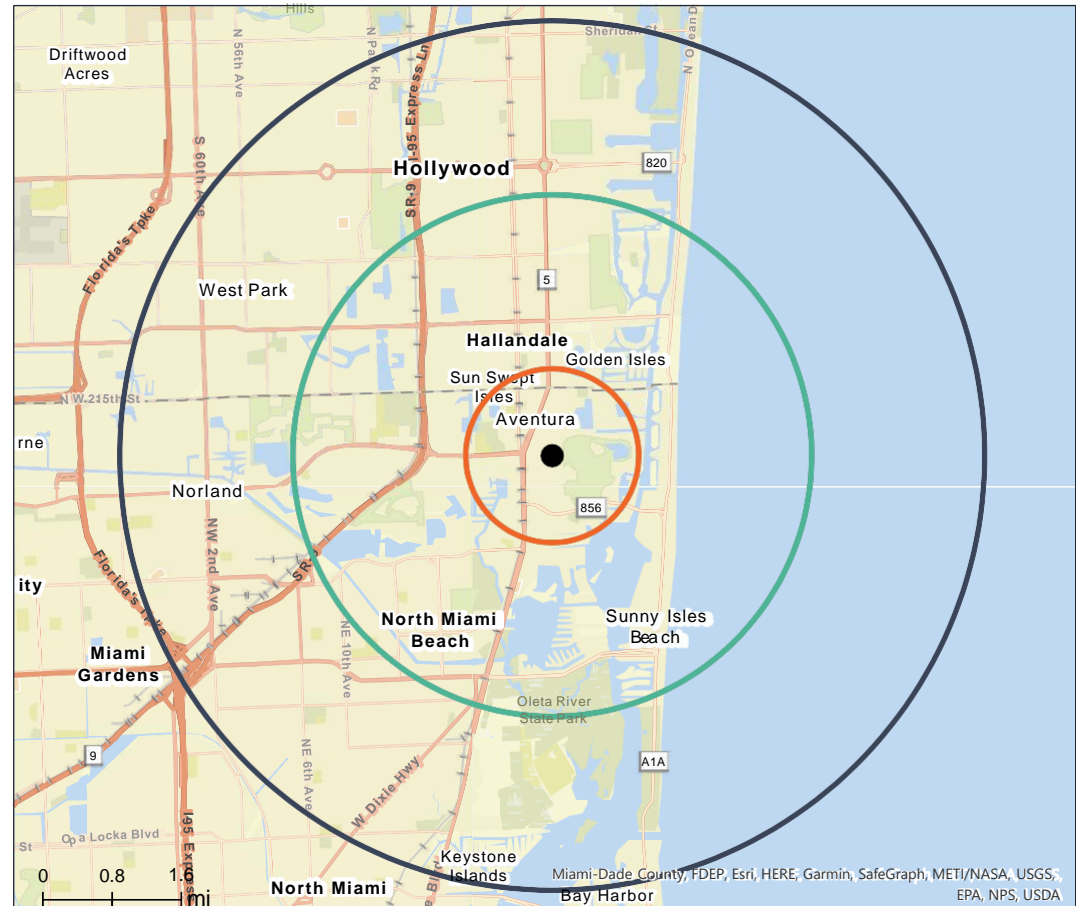 Hills
Sheridan St
N Ocean D
Driftwood
Acres
N 56th Ave
N Park Rd
SR-9 I-95 Express Ln
S 60th Ave
Hollywood
820
Florida's Tpke
West Park
5
Hallandale
Golden Isles
Sun Swept
Isles
NW 215th St
Aventura
rne
Norland
856
NW 2nd Ave
SR-9
Florida's Tpke
ity
North Miami
Beach
Sunny Isles
Beach
NE 10th Ave
Miami
Gardens
Oleta River
State Park
9
A1A
NE 6th Ave
W Dixie Hwy
I-95 Express
Opa Locka Blvd
St
Keystone
Islands
Blvd
0 0.8 1.6
mi
North Miami
Bay Harbor
Miami-Dade County, FDEP, Esri, HERE, Garmin, SafeGraph, METI/NASA, USGS,
EPA, NPS, USDA